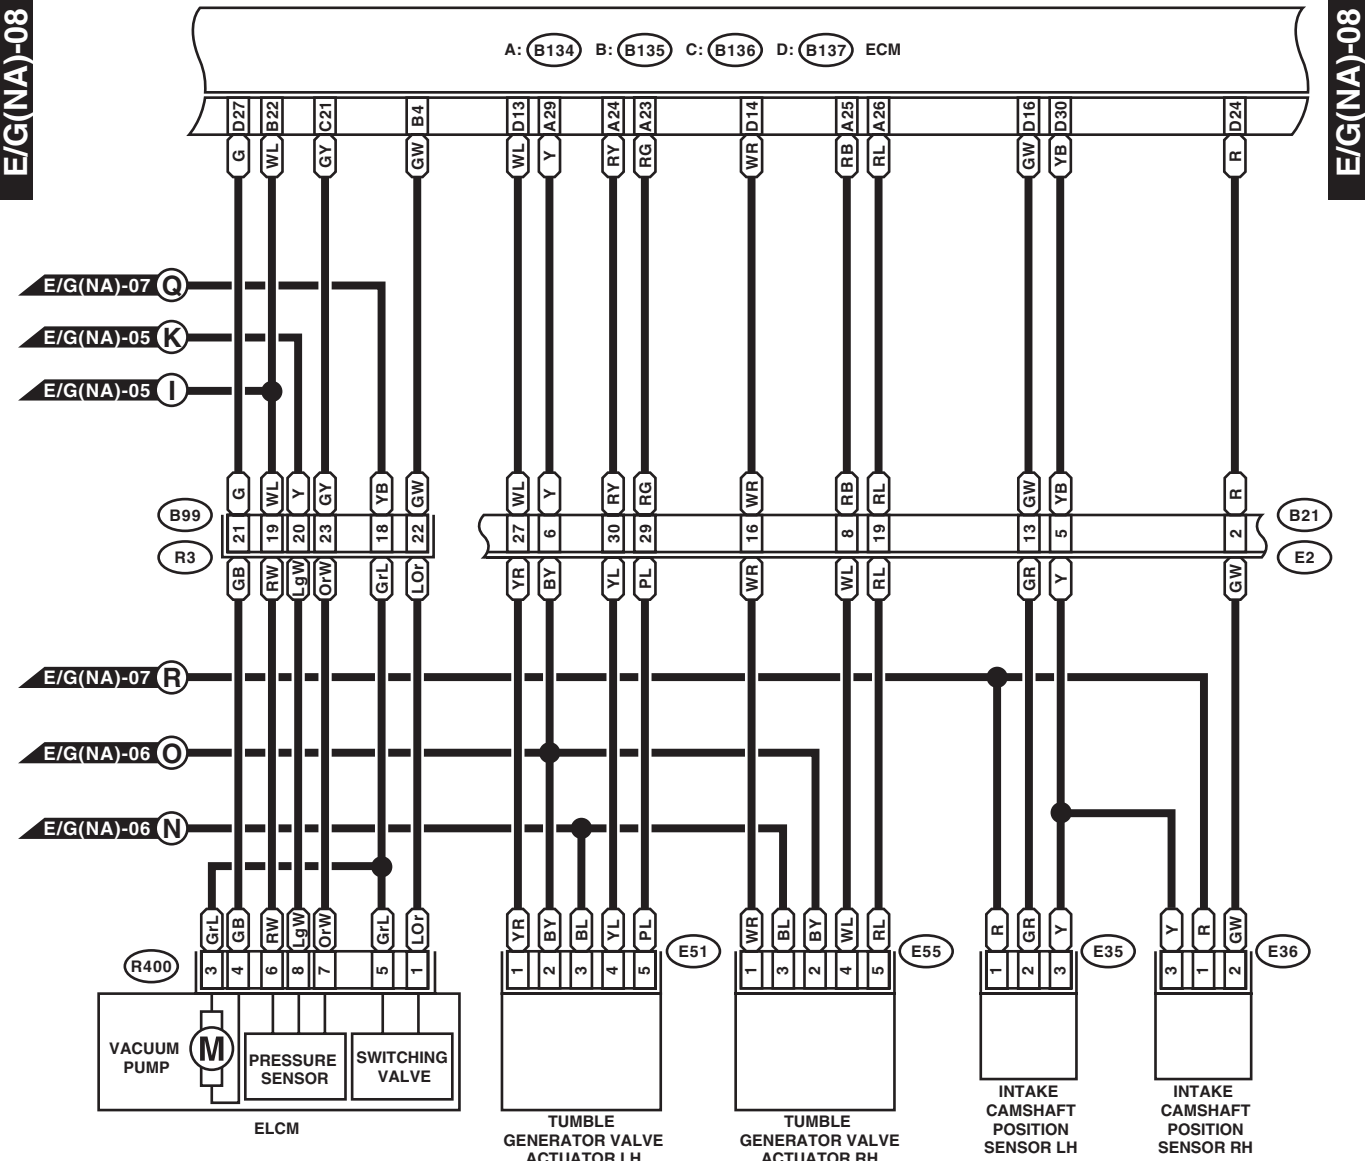 E/G(NA)-08
E/G(NA)-08
A: B134 B: B135 C: B136 D: B137 ECM
D27 B22 C21 B4 D13 A29 A24 A23 D14 A25 A26 D16 D30 D24
G WL GY GW WL Y RY RG WR RB RL GW YB R
E/G(NA)-07 Q
E/G(NA)-05 K
E/G(NA)-05 I
G WL Y GY YB GW WL Y RY RG WR RB RL GW YB R
B99 21 19 20 23 18 22 27 6 30 29 16 8 19 13 5 2 B21
R3 E2
GB RW LgW OrW GrL LOr YR BY YL PL WR WL RL GR Y GW
E/G(NA)-07 R
E/G(NA)-06 O
E/G(NA)-06 N
GrL GB RW LgW OrW GrL LOr YR BY BL YL PL WR BL BY WL RL R GR Y Y R GW
R400 3 4 6 8 7 5 1 1 2 3 4 5 E51 1 3 2 4 5 E55 1 2 3 E35 3 1 2 E36
VACUUM
PUMP
M
PRESSURE
SENSOR
SWITCHING
VALVE
ELCM
TUMBLE
GENERATOR VALVE
ACTUATOR LH
TUMBLE
GENERATOR VALVE
ACTUATOR RH
INTAKE
CAMSHAFT
POSITION
SENSOR LH
INTAKE
CAMSHAFT
POSITION
SENSOR RH